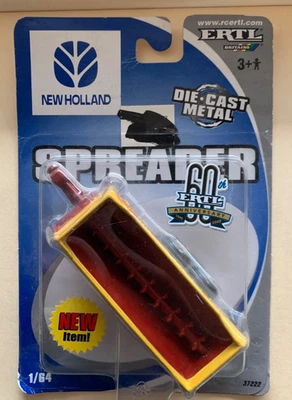 www.rcertl.com
ERTL
BRITAINS
3+
NEW HOLLAND
DIE-CAST
METAL
SPREADER
60th
ERTL
ANNIVERSARY
NEW
Item!
1/64
37222